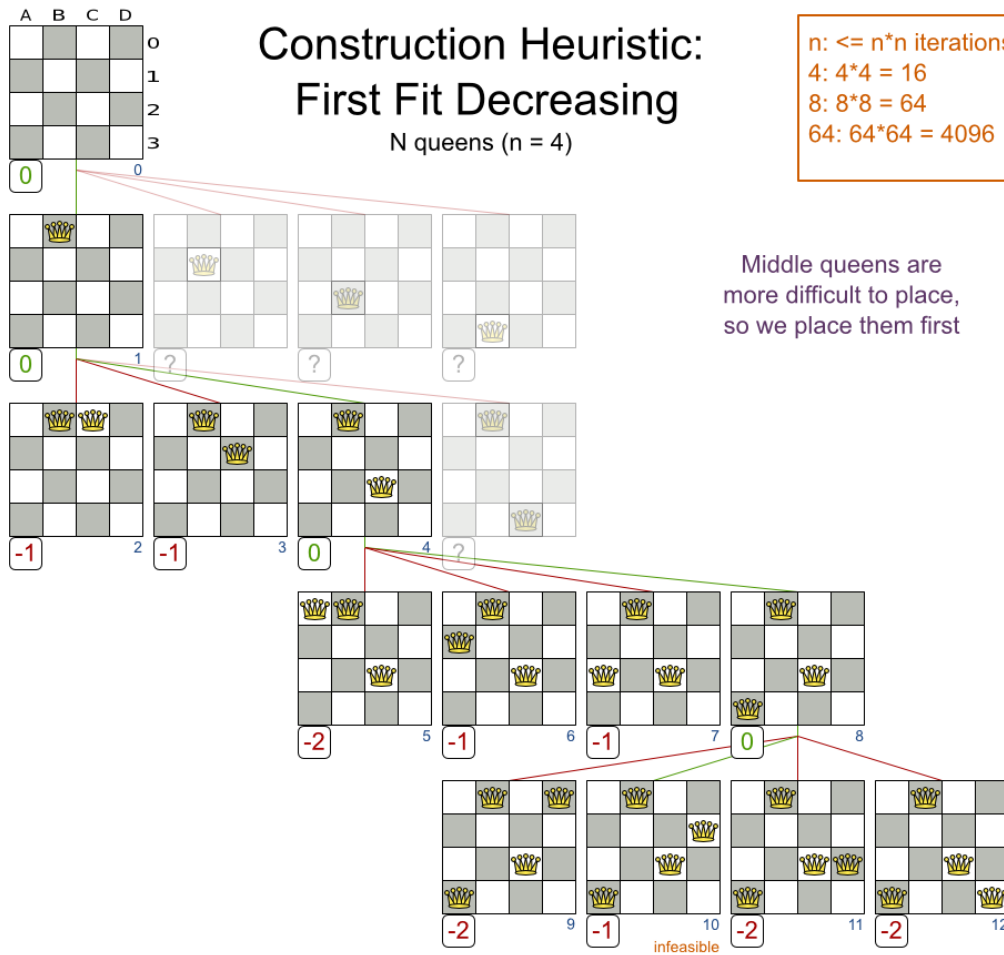 A B C D
0
1
2
3
Construction Heuristic:
First Fit Decreasing
N queens (n = 4)
n: <= n*n iterations
4: 4*4 = 16
8: 8*8 = 64
64: 64*64 = 4096
0
0
Middle queens are
more difficult to place,
so we place them first
0
1
?
?
?
-1
2
-1
3
0
4
?
-2
5
-1
6
-1
7
0
8
-2
9
-1
10
infeasible
-2
11
-2
12